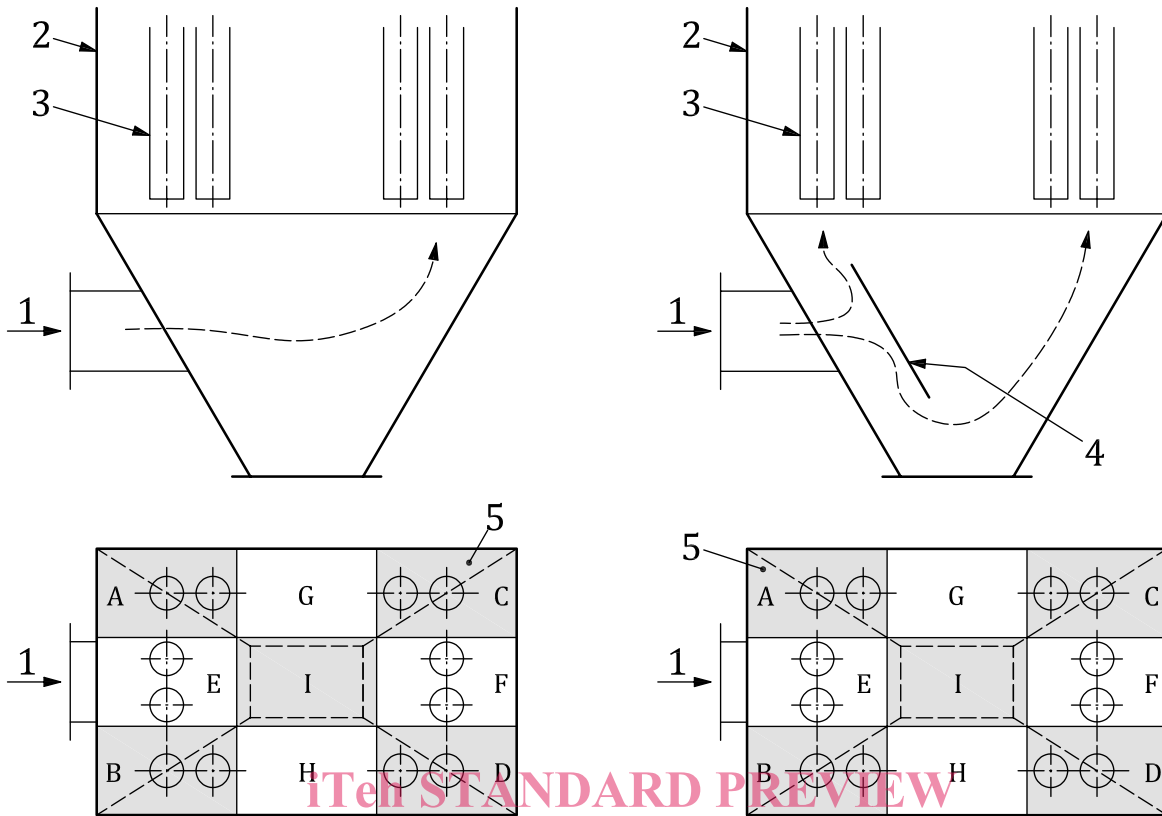 2 2
3 3
1 1
4
5 5
A G C A G C
1 E I F 1 E I F
B H D B H D
iTeh STANDARD PREVIEW